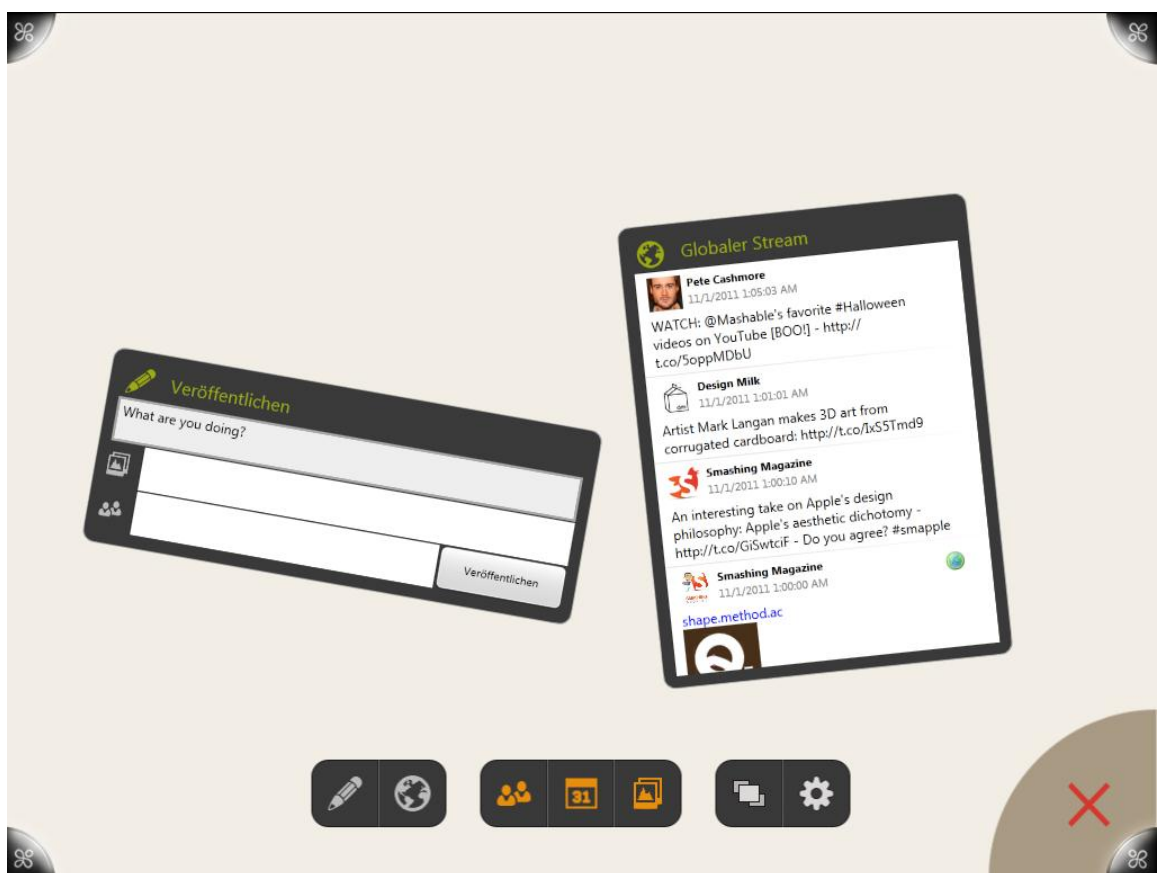 Veröffentlichen
What are you doing?
Veröffentlichen
Globaler Stream
Pete Cashmore
11/1/2011 1:05:03 AM
WATCH: @Mashable's favorite #Halloween
videos on YouTube [BOO!] - http://
t.co/5oppMDbU
Design Milk
11/1/2011 1:01:01 AM
Artist Mark Langan makes 3D art from
corrugated cardboard: http://t.co/IxS5Tmd9
Smashing Magazine
11/1/2011 1:00:10 AM
An interesting take on Apple's design
philosophy: Apple's aesthetic dichotomy -
http://t.co/GiSwtciF - Do you agree? #smapple
Smashing Magazine
11/1/2011 1:00:00 AM
shape.method.ac
31